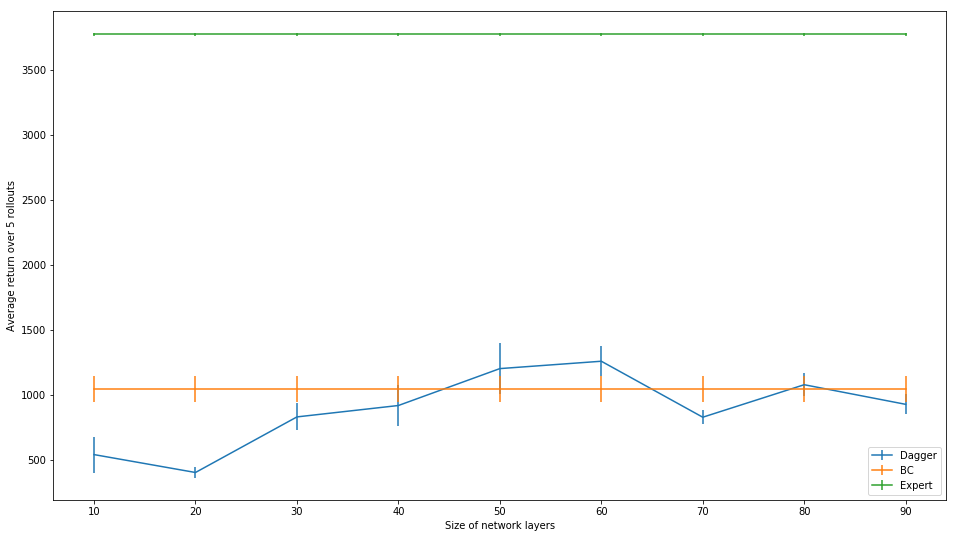 3500
3000
2500
2000
1500
1000
500
Average return over 5 rollouts
10 20 30 40 50 60 70 80 90
Size of network layers
Dagger
BC
Expert